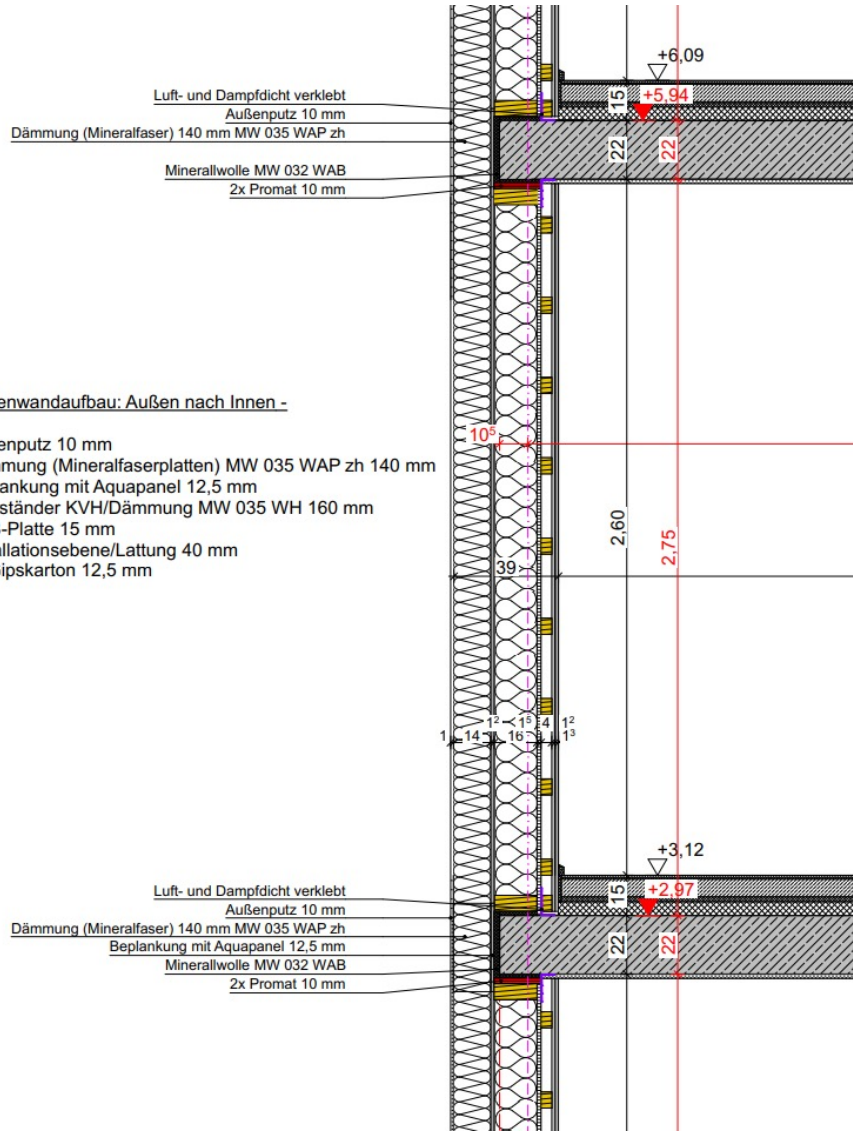 +6,09
15
+5,94
Luft- und Dampfdicht verklebt
Außenputz 10 mm
Dämmung (Mineralfaser) 140 mm MW 035 WAP zh
22
22
Minerallwolle MW 032 WAB
2x Promat 10 mm
enwandaufbau: Außen nach Innen -
enputz 10 mm
mung (Mineralfaserplatten) MW 035 WAP zh 140 mm
ankung mit Aquapanel 12,5 mm
ständer KVH/Dämmung MW 035 WH 160 mm
-Platte 15 mm
allationsebene/Lattung 40 mm
ipskarton 12,5 mm
10⁵
2,60
2,75
39
1 14 1² 16 1⁵ 4 1² 1³
+3,12
15
+2,97
Luft- und Dampfdicht verklebt
Außenputz 10 mm
Dämmung (Mineralfaser) 140 mm MW 035 WAP zh
Beplankung mit Aquapanel 12,5 mm
22
22
Minerallwolle MW 032 WAB
2x Promat 10 mm